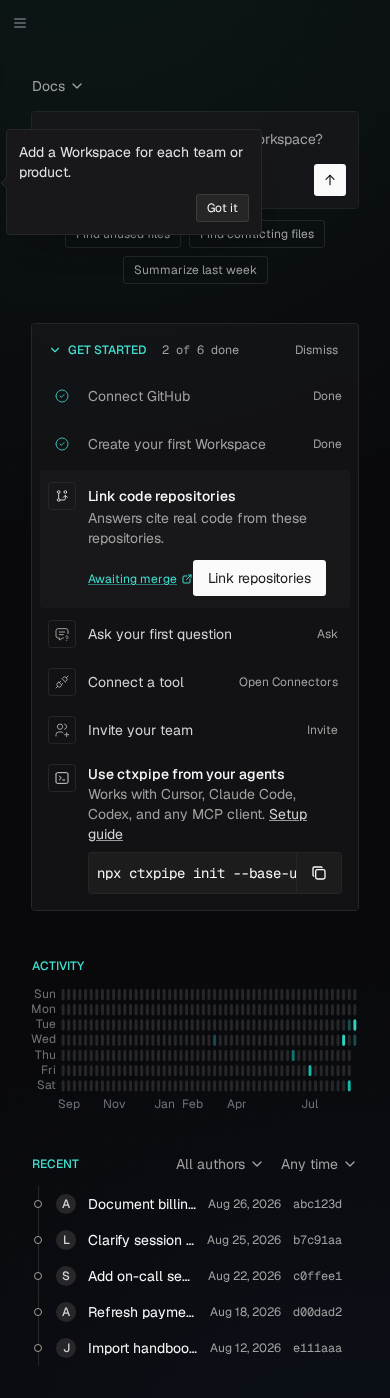 Docs
orkspace?
Add a Workspace for each team or
product.
Got it
Find unused files
Find conflicting files
Summarize last week
GET STARTED 2 of 6 done Dismiss
Connect GitHub Done
Create your first Workspace Done
Link code repositories
Answers cite real code from these
repositories.
Awaiting merge Link repositories
Ask your first question Ask
Connect a tool Open Connectors
Invite your team Invite
Use ctxpipe from your agents
Works with Cursor, Claude Code,
Codex, and any MCP client. Setup
guide
npx ctxpipe init --base-u
ACTIVITY
Sun
Mon
Tue
Wed
Thu
Fri
Sat
Sep Nov Jan Feb Apr Jul
RECENT All authors Any time
A Document billin... Aug 26, 2026 abc123d
L Clarify session ... Aug 25, 2026 b7c91aa
S Add on-call se... Aug 22, 2026 c0ffee1
A Refresh payme... Aug 18, 2026 d00dad2
J Import handboo... Aug 12, 2026 e111aaa